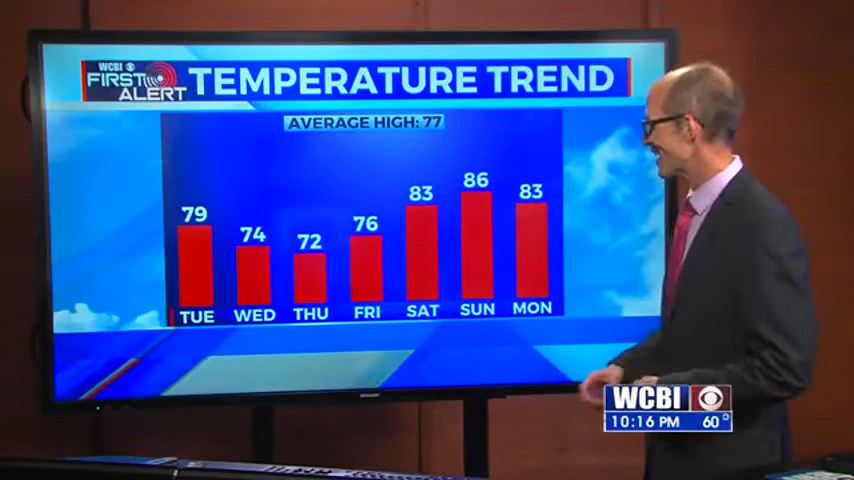 WCBI
FIRST
ALERT
TEMPERATURE TREND
AVERAGE HIGH: 77
79 74 72 76 83 86 83
TUE WED THU FRI SAT SUN MON
SHARP
WCBI
10:16 PM 60°